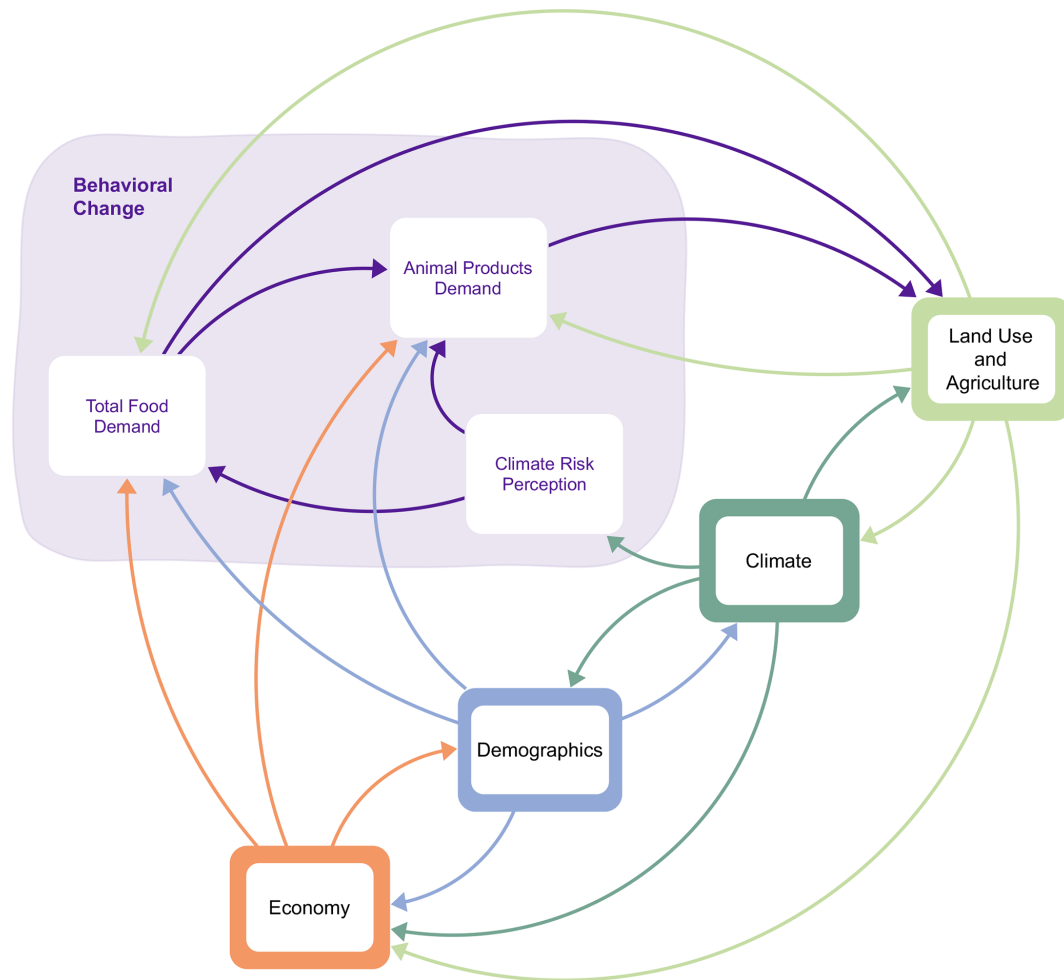 Behavioral
Change
Animal Products
Demand
Land Use
and
Agriculture
Total Food
Demand
Climate Risk
Perception
Climate
Demographics
Economy